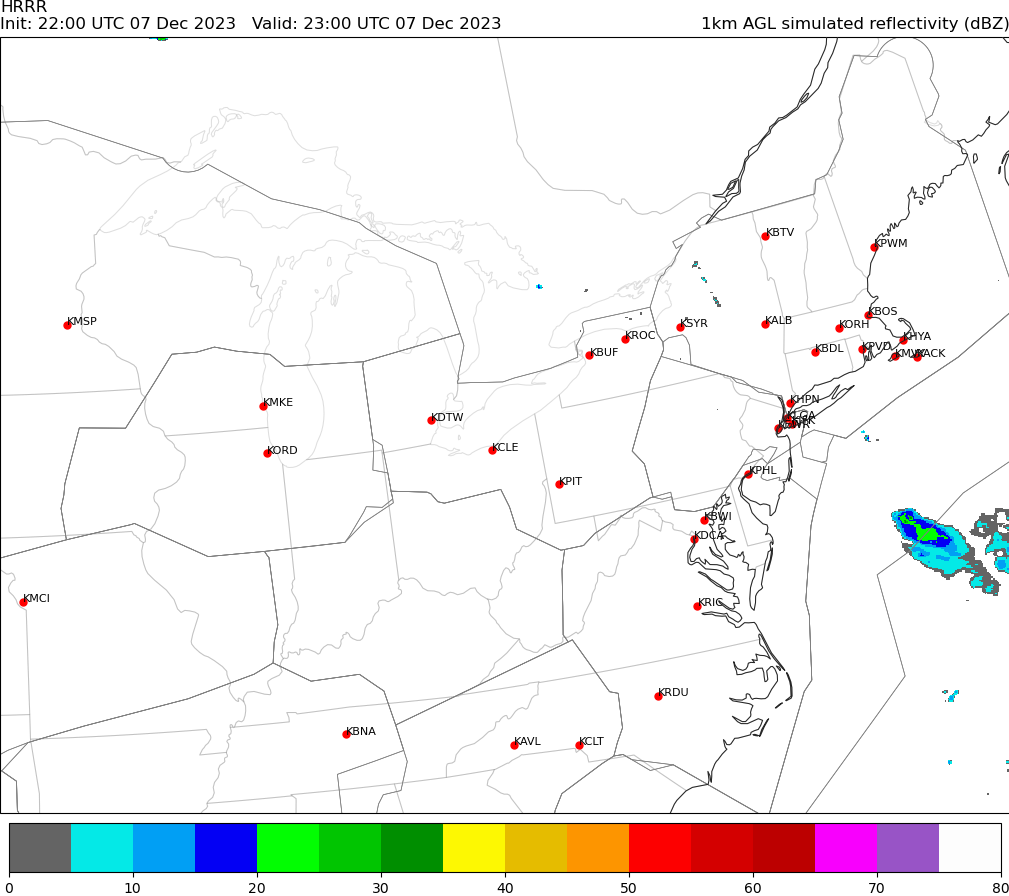 HRRR
Init: 22:00 UTC 07 Dec 2023   Valid: 23:00 UTC 07 Dec 2023   1km AGL simulated reflectivity (dBZ)
KBTV
KPWM
KMSP
KSYR
KALB
KBOS
KORH
KROC
KBUF
KBDL
KPVD
KHYA
KACK
KMKE
KHPN
KDTW
KLGA
KORD
KCLE
KPHL
KPIT
KBWI
KDCA
KMCI
KRIC
KRDU
KBNA
KAVL
KCLT
0 10 20 30 40 50 60 70 80